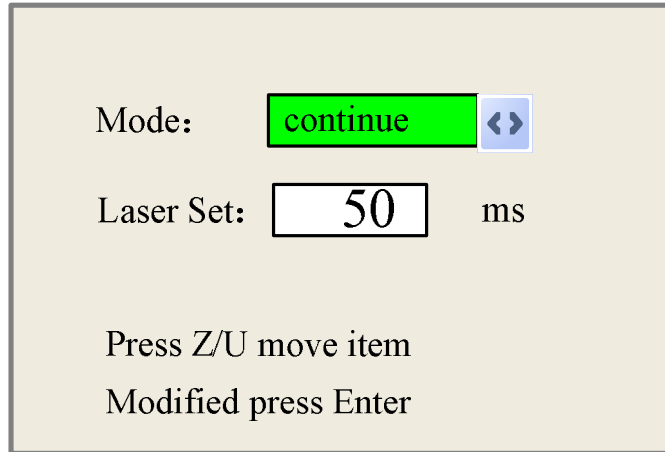 Mode： continue
Laser Set： 50 ms
Press Z/U move item
Modified press Enter